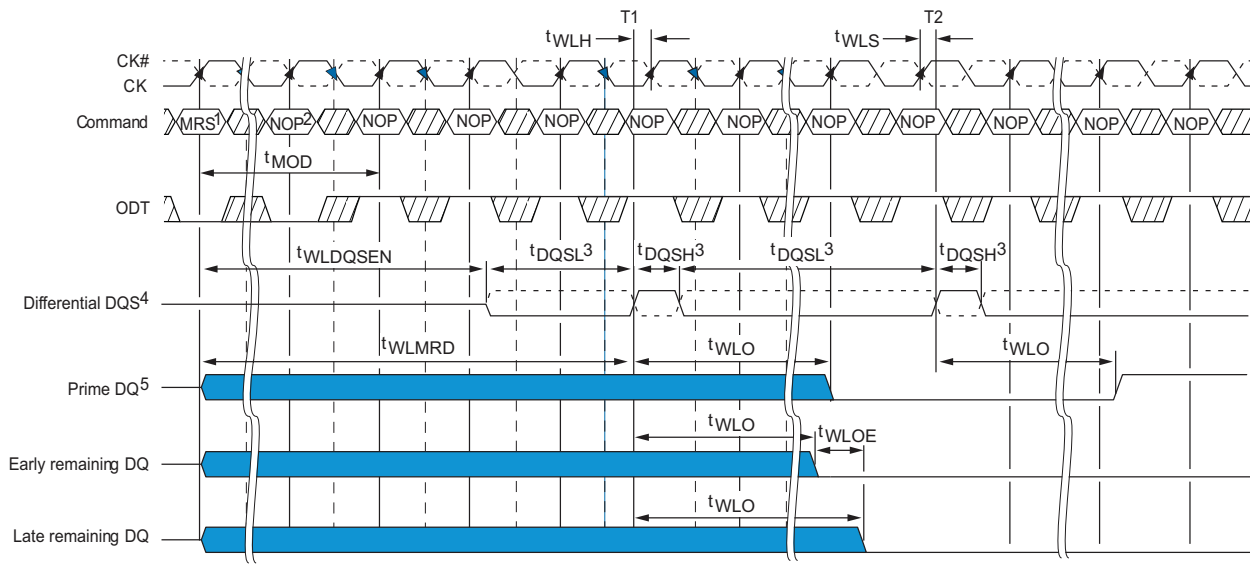 T1 T2
tWLH tWLS
CK#
CK
Command MRS1 NOP2 NOP NOP NOP NOP NOP NOP NOP NOP NOP NOP
tMOD
ODT
tWLDQSEN tDQSL3 tDQSH3 tDQSL3 tDQSH3
Differential DQS4
tWLMRD tWLO tWLO
Prime DQ5
tWLO tWLOE
Early remaining DQ
tWLO
Late remaining DQ